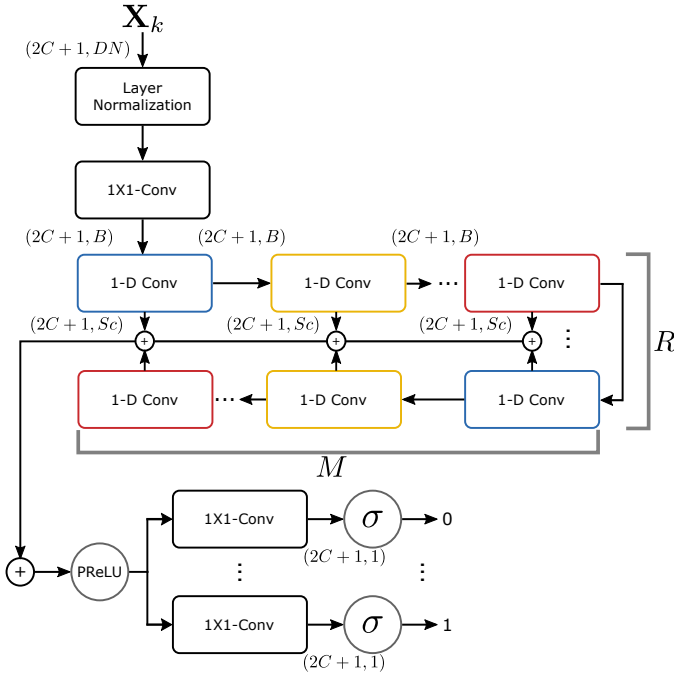 X_k
(2C + 1, DN)
Layer
Normalization
1X1-Conv
(2C + 1, B) (2C + 1, B) (2C + 1, B)
1-D Conv 1-D Conv ... 1-D Conv
(2C + 1, Sc) (2C + 1, Sc) (2C + 1, Sc)
+ + + ⋮ R
1-D Conv ... 1-D Conv 1-D Conv
M
1X1-Conv σ 0
(2C + 1, 1)
+ PReLU ⋮ ⋮
1X1-Conv σ 1
(2C + 1, 1)